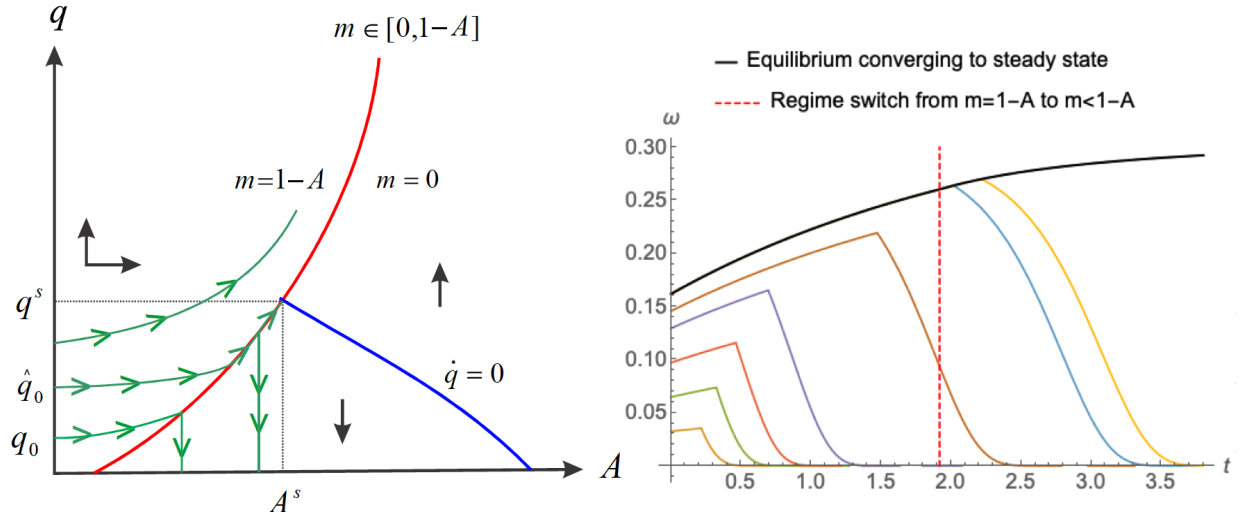 q
m ∈ [0,1−A]
m=1−A
m = 0
q^s
q̂_0
q̇ = 0
q_0
A
A^s
Equilibrium converging to steady state
Regime switch from m=1−A to m<1−A
ω
0.30
0.25
0.20
0.15
0.10
0.05
0.5 1.0 1.5 2.0 2.5 3.0 3.5 t